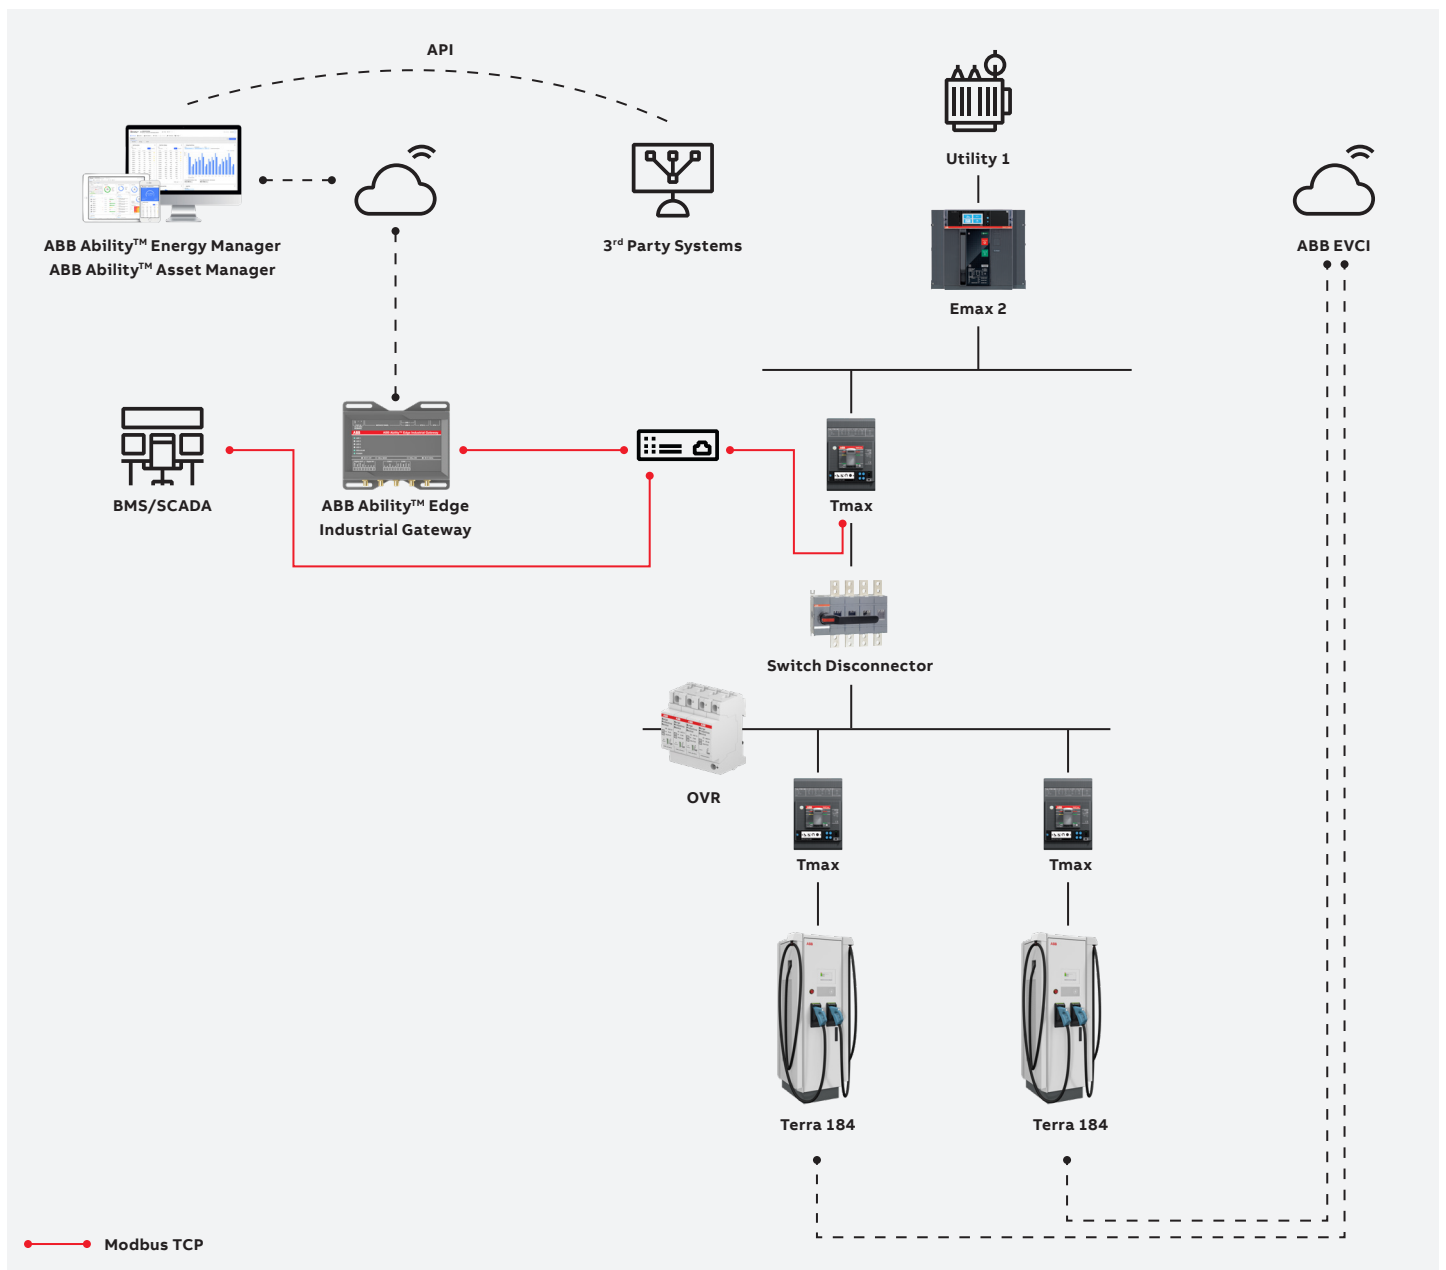 API
Utility 1
ABB Ability™ Energy Manager
ABB Ability™ Asset Manager
3rd Party Systems
ABB EVCI
Emax 2
BMS/SCADA
ABB Ability™ Edge
Industrial Gateway
Tmax
Switch Disconnector
OVR
Tmax
Tmax
Terra 184
Terra 184
Modbus TCP